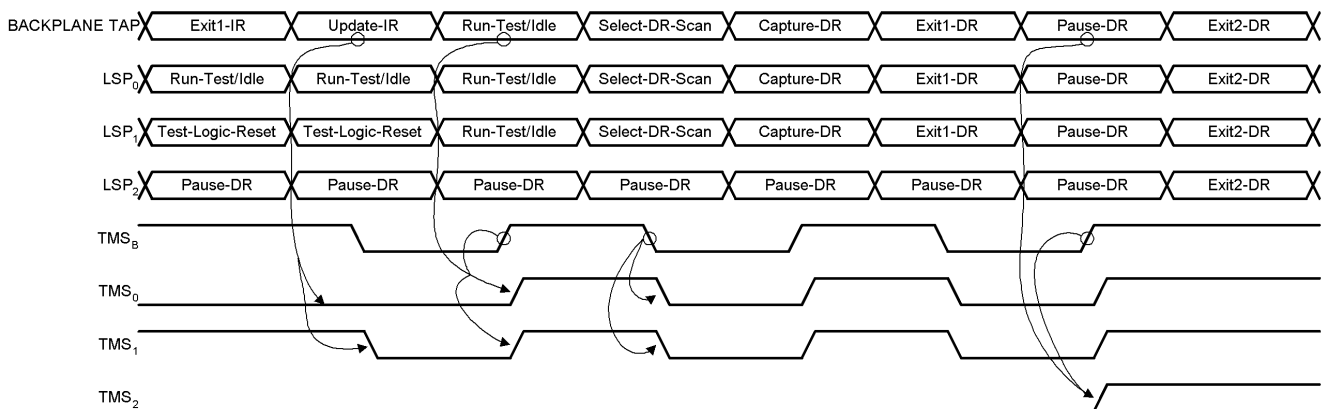 BACKPLANE TAP Exit1-IR Update-IR Run-Test/Idle Select-DR-Scan Capture-DR Exit1-DR Pause-DR Exit2-DR
LSP0 Run-Test/Idle Run-Test/Idle Run-Test/Idle Select-DR-Scan Capture-DR Exit1-DR Pause-DR Exit2-DR
LSP1 Test-Logic-Reset Test-Logic-Reset Run-Test/Idle Select-DR-Scan Capture-DR Exit1-DR Pause-DR Exit2-DR
LSP2 Pause-DR Pause-DR Pause-DR Pause-DR Pause-DR Pause-DR Pause-DR Exit2-DR
TMSB
TMS0
TMS1
TMS2